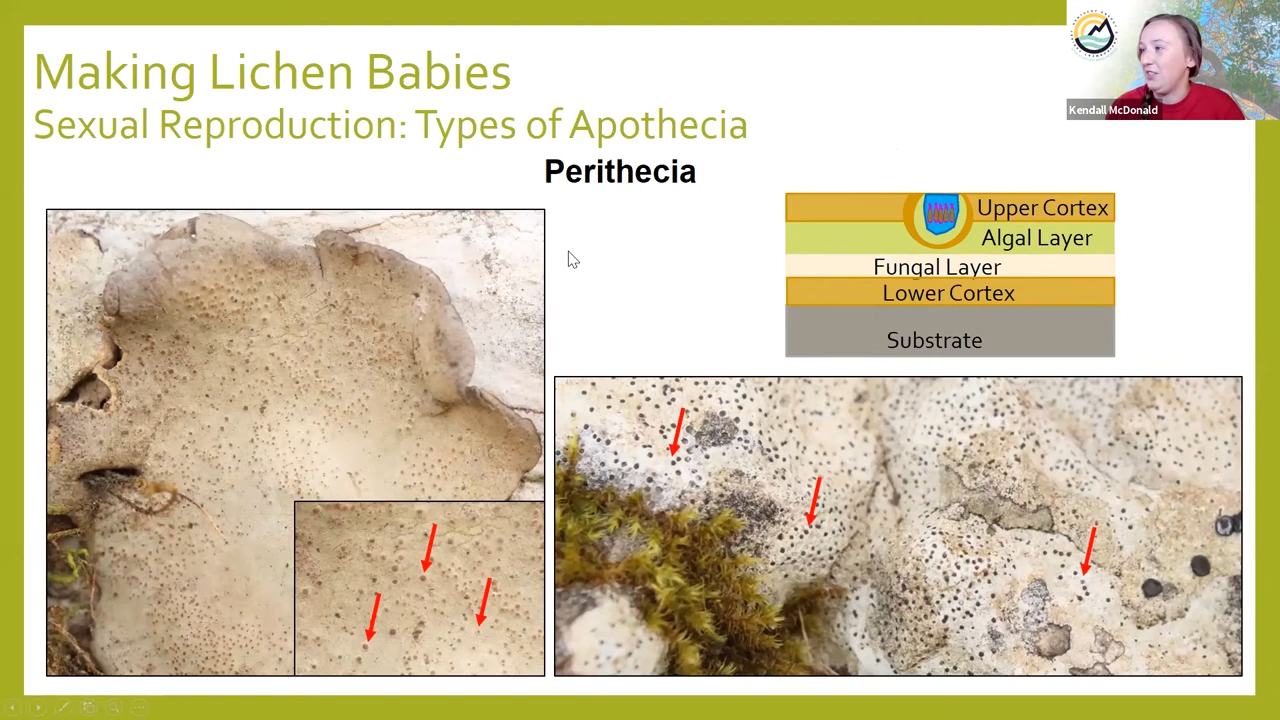 Making Lichen Babies
Sexual Reproduction: Types of Apothecia
Perithecia
Kendall McDonald
Upper Cortex
Algal Layer
Fungal Layer
Lower Cortex
Substrate